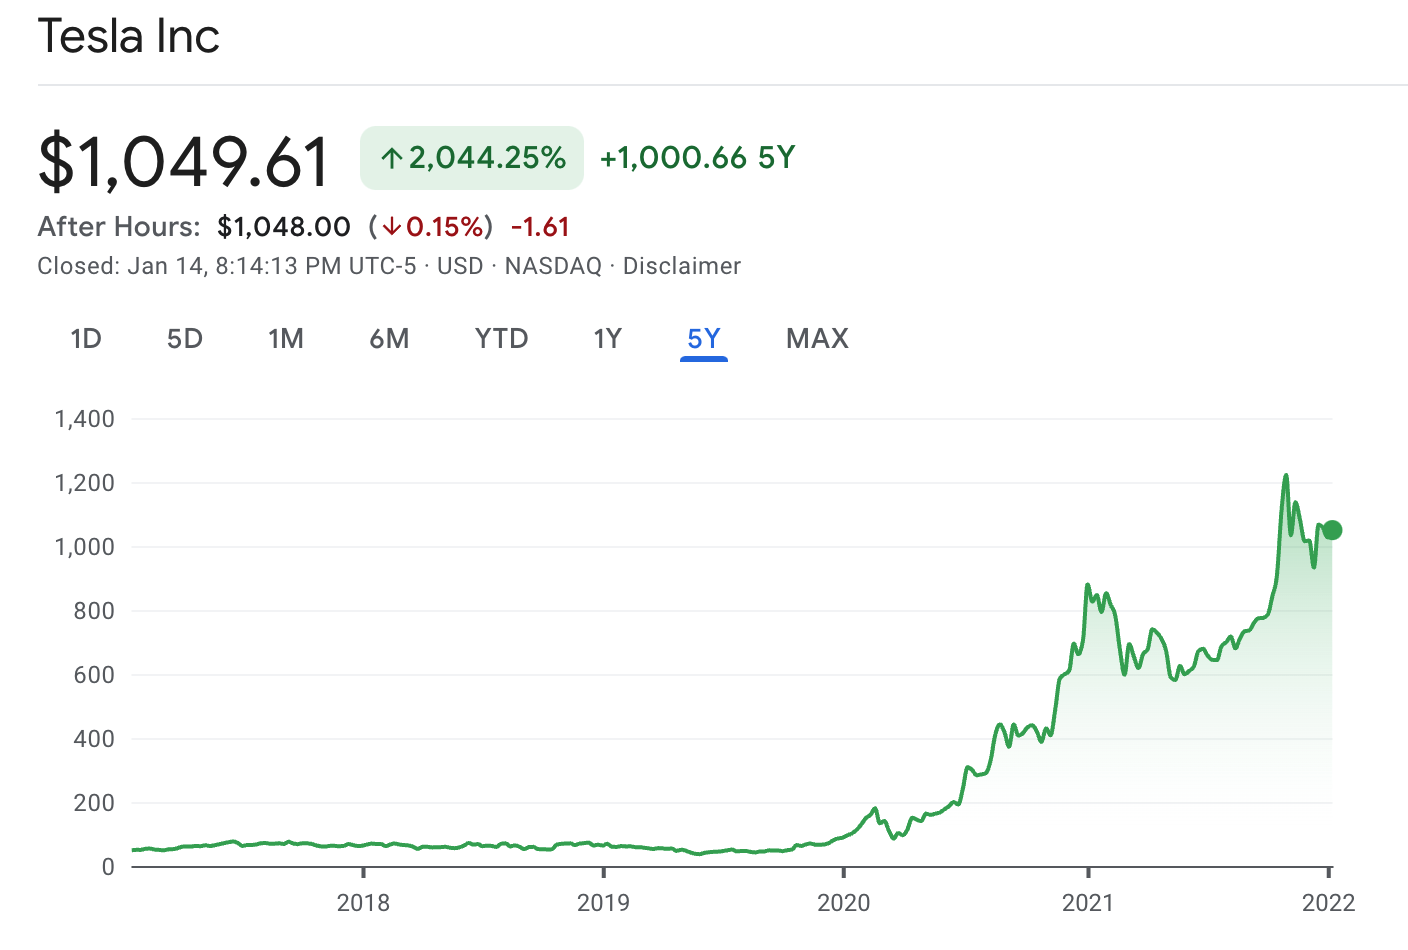 Tesla Inc
$1,049.61 ↑2,044.25% +1,000.66 5Y
After Hours: $1,048.00 (↓0.15%) -1.61
Closed: Jan 14, 8:14:13 PM UTC-5 · USD · NASDAQ · Disclaimer
1D 5D 1M 6M YTD 1Y 5Y MAX
1,400
1,200
1,000
800
600
400
200
0
2018 2019 2020 2021 2022